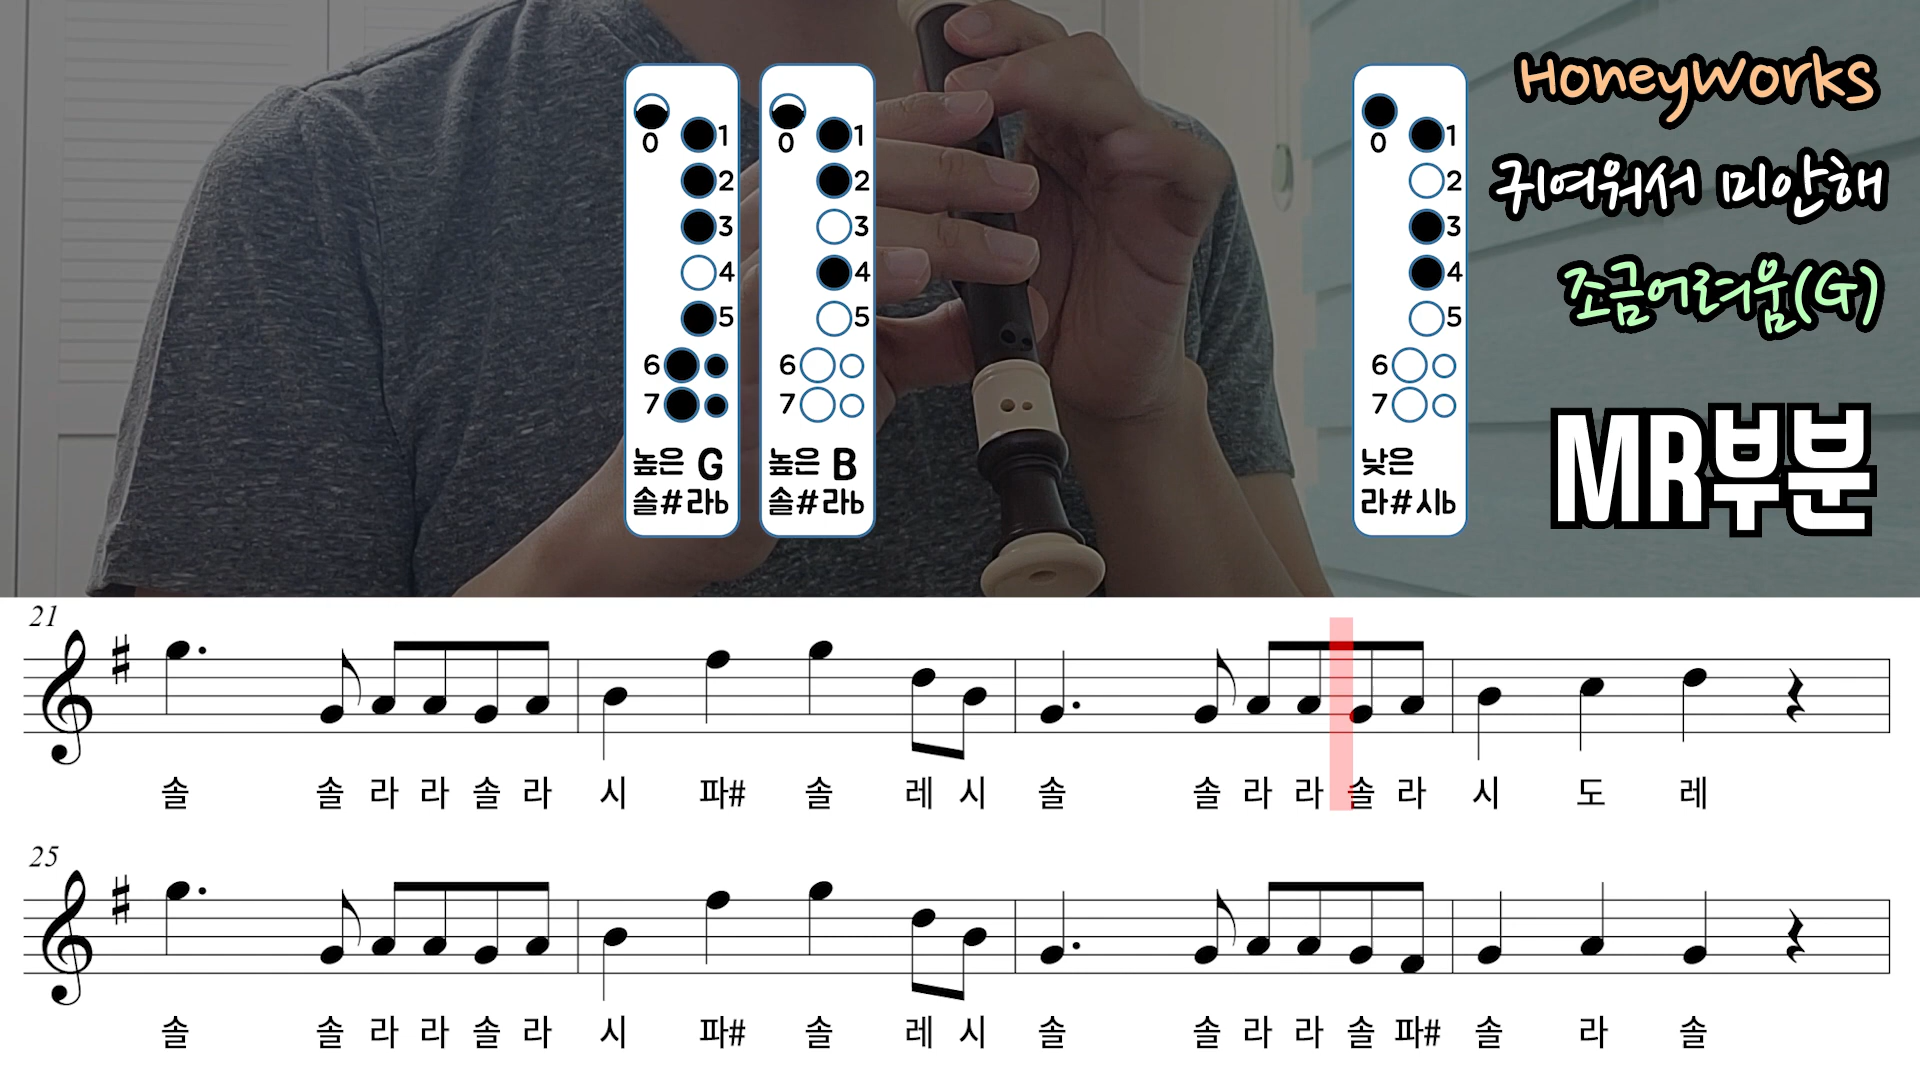 HoneyWorks
귀여워서 미안해
조금어려움(G)
MR부분
0 1
2
3
4
5
6
7
높은 G
솔#라b
0 1
2
3
4
5
6
7
높은 B
솔#라b
0 1
2
3
4
5
6
7
낮은
라#시b
21
솔 솔 라 라 솔 라 시 파# 솔 레 시 솔 솔 라 라 솔 라 시 도 레
25
솔 솔 라 라 솔 라 시 파# 솔 레 시 솔 솔 라 라 솔 파# 솔 라 솔